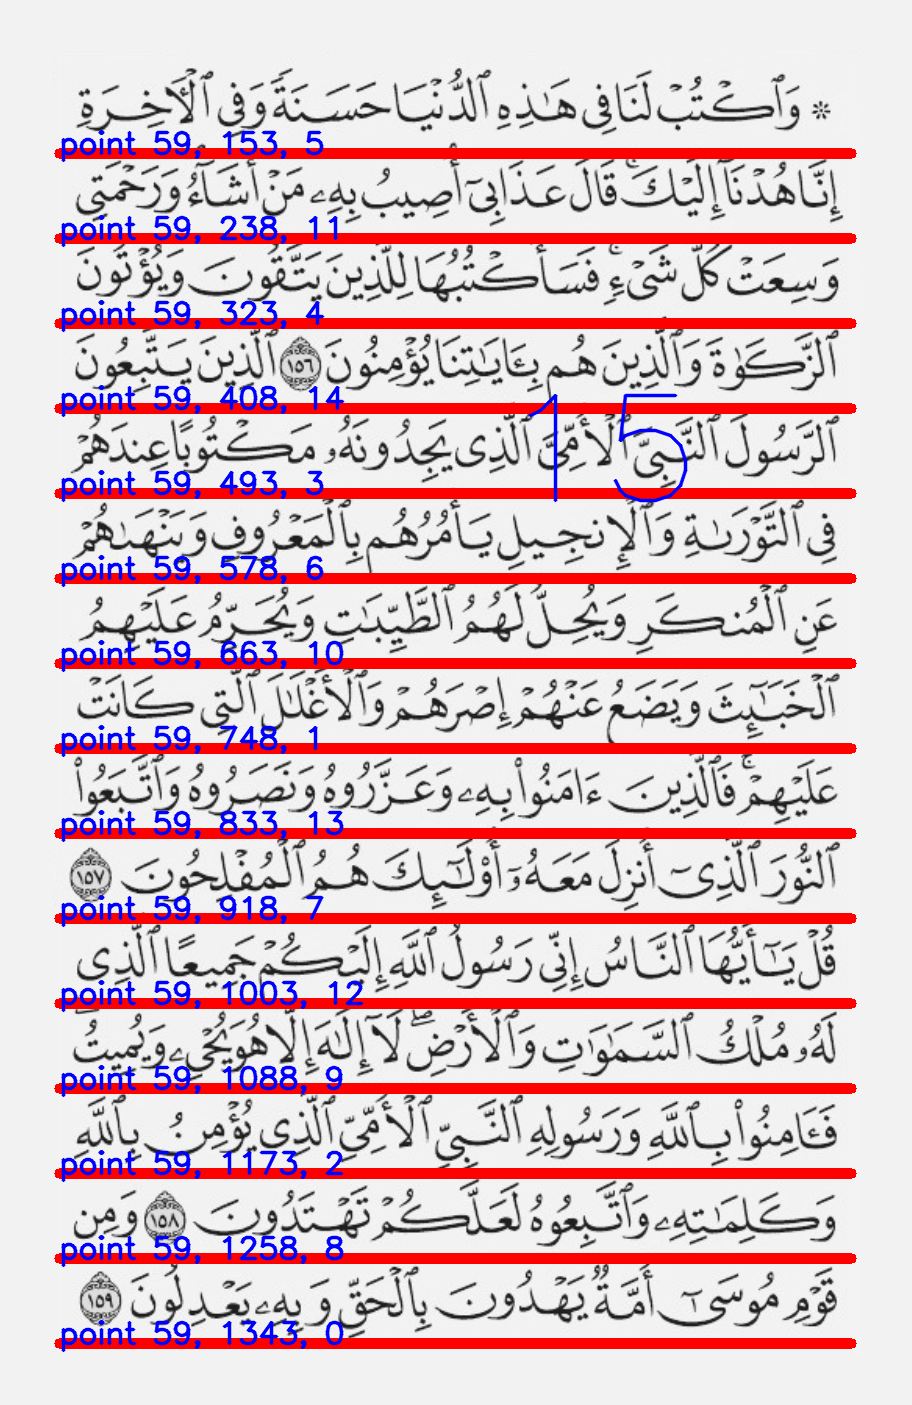 * وَٱكۡتُبۡ لَنَا فِي هَٰذِهِ ٱلدُّنۡيَا حَسَنَةٗ وَفِي ٱلۡأٓخِرَةِ
point 59, 153, 5
إِنَّا هُدۡنَآ إِلَيۡكَۚ قَالَ عَذَابِيٓ أُصِيبُ بِهِۦ مَنۡ أَشَآءُۖ وَرَحۡمَتِي
point 59, 238, 11
وَسِعَتۡ كُلَّ شَيۡءٖۚ فَسَأَكۡتُبُهَا لِلَّذِينَ يَتَّقُونَ وَيُؤۡتُونَ
point 59, 323, 4
ٱلزَّكَوٰةَ وَٱلَّذِينَ هُم بِـَٔايَٰتِنَا يُؤۡمِنُونَ ١٥٦ ٱلَّذِينَ يَتَّبِعُونَ
point 59, 408, 14
15
ٱلرَّسُولَ ٱلنَّبِيَّ ٱلۡأُمِّيَّ ٱلَّذِي يَجِدُونَهُۥ مَكۡتُوبًا عِندَهُمۡ
point 59, 493, 3
فِي ٱلتَّوۡرَىٰةِ وَٱلۡإِنجِيلِ يَأۡمُرُهُم بِٱلۡمَعۡرُوفِ وَيَنۡهَىٰهُمۡ
point 59, 578, 6
عَنِ ٱلۡمُنكَرِ وَيُحِلُّ لَهُمُ ٱلطَّيِّبَٰتِ وَيُحَرِّمُ عَلَيۡهِمُ
point 59, 663, 10
ٱلۡخَبَٰٓئِثَ وَيَضَعُ عَنۡهُمۡ إِصۡرَهُمۡ وَٱلۡأَغۡلَٰلَ ٱلَّتِي كَانَتۡ
point 59, 748, 1
عَلَيۡهِمۡۚ فَٱلَّذِينَ ءَامَنُواْ بِهِۦ وَعَزَّرُوهُ وَنَصَرُوهُ وَٱتَّبَعُواْ
point 59, 833, 13
ٱلنُّورَ ٱلَّذِيٓ أُنزِلَ مَعَهُۥٓ أُوْلَٰٓئِكَ هُمُ ٱلۡمُفۡلِحُونَ ١٥٧
point 59, 918, 7
قُلۡ يَٰٓأَيُّهَا ٱلنَّاسُ إِنِّي رَسُولُ ٱللَّهِ إِلَيۡكُمۡ جَمِيعًا ٱلَّذِي
point 59, 1003, 12
لَهُۥ مُلۡكُ ٱلسَّمَٰوَٰتِ وَٱلۡأَرۡضِۖ لَآ إِلَٰهَ إِلَّا هُوَ يُحۡيِۦ وَيُمِيتُۖ
point 59, 1088, 9
فَـَٔامِنُواْ بِٱللَّهِ وَرَسُولِهِ ٱلنَّبِيِّ ٱلۡأُمِّيِّ ٱلَّذِي يُؤۡمِنُ بِٱللَّهِ
point 59, 1173, 2
وَكَلِمَٰتِهِۦ وَٱتَّبِعُوهُ لَعَلَّكُمۡ تَهۡتَدُونَ ١٥٨ وَمِن
point 59, 1258, 8
قَوۡمِ مُوسَىٰٓ أُمَّةٞ يَهۡدُونَ بِٱلۡحَقِّ وَبِهِۦ يَعۡدِلُونَ ١٥٩
point 59, 1343, 0